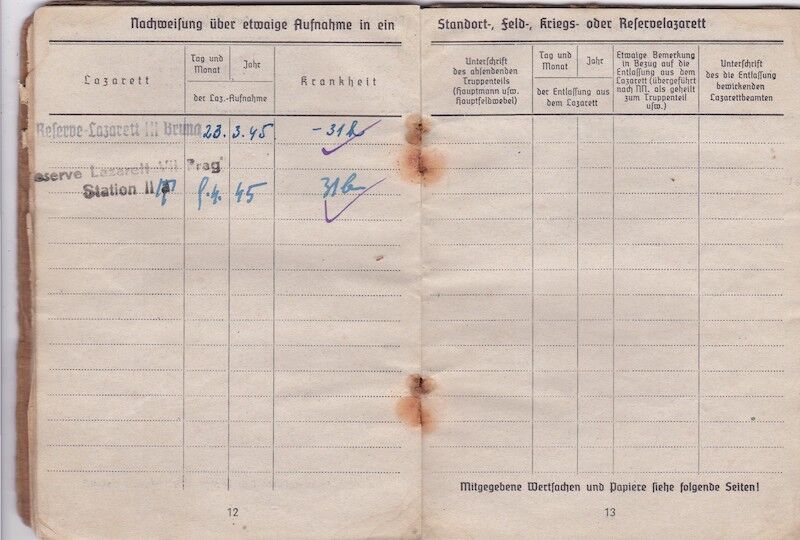 Nachweisung über etwaige Aufnahme in ein
Lazarett
Tag und
Monat
Jahr
der Laz.-Aufnahme
Krankheit
Reserve-Lazarett III Brünn 23. 3. 45 - 31 b
Reserve Lazarett VII Prag
Station II/a 4. 45 31 b
12
Standort-, Feld-, Kriegs- oder Reservelazarett
Unterschrift
des absendenden
Truppenteils
(Hauptmann usw.
Hauptfeldwebel)
Tag und
Monat
Jahr
der Entlassung aus
dem Lazarett
Etwaige Bemerkung
in Bezug auf die
Entlassung aus dem
Lazarett (übergeführt
nach NN. als geheilt
zum Truppenteil
usw.)
Unterschrift
des die Entlassung
bewirkenden
Lazarettbeamten
Mitgegebene Wertsachen und Papiere siehe folgende Seiten!
13